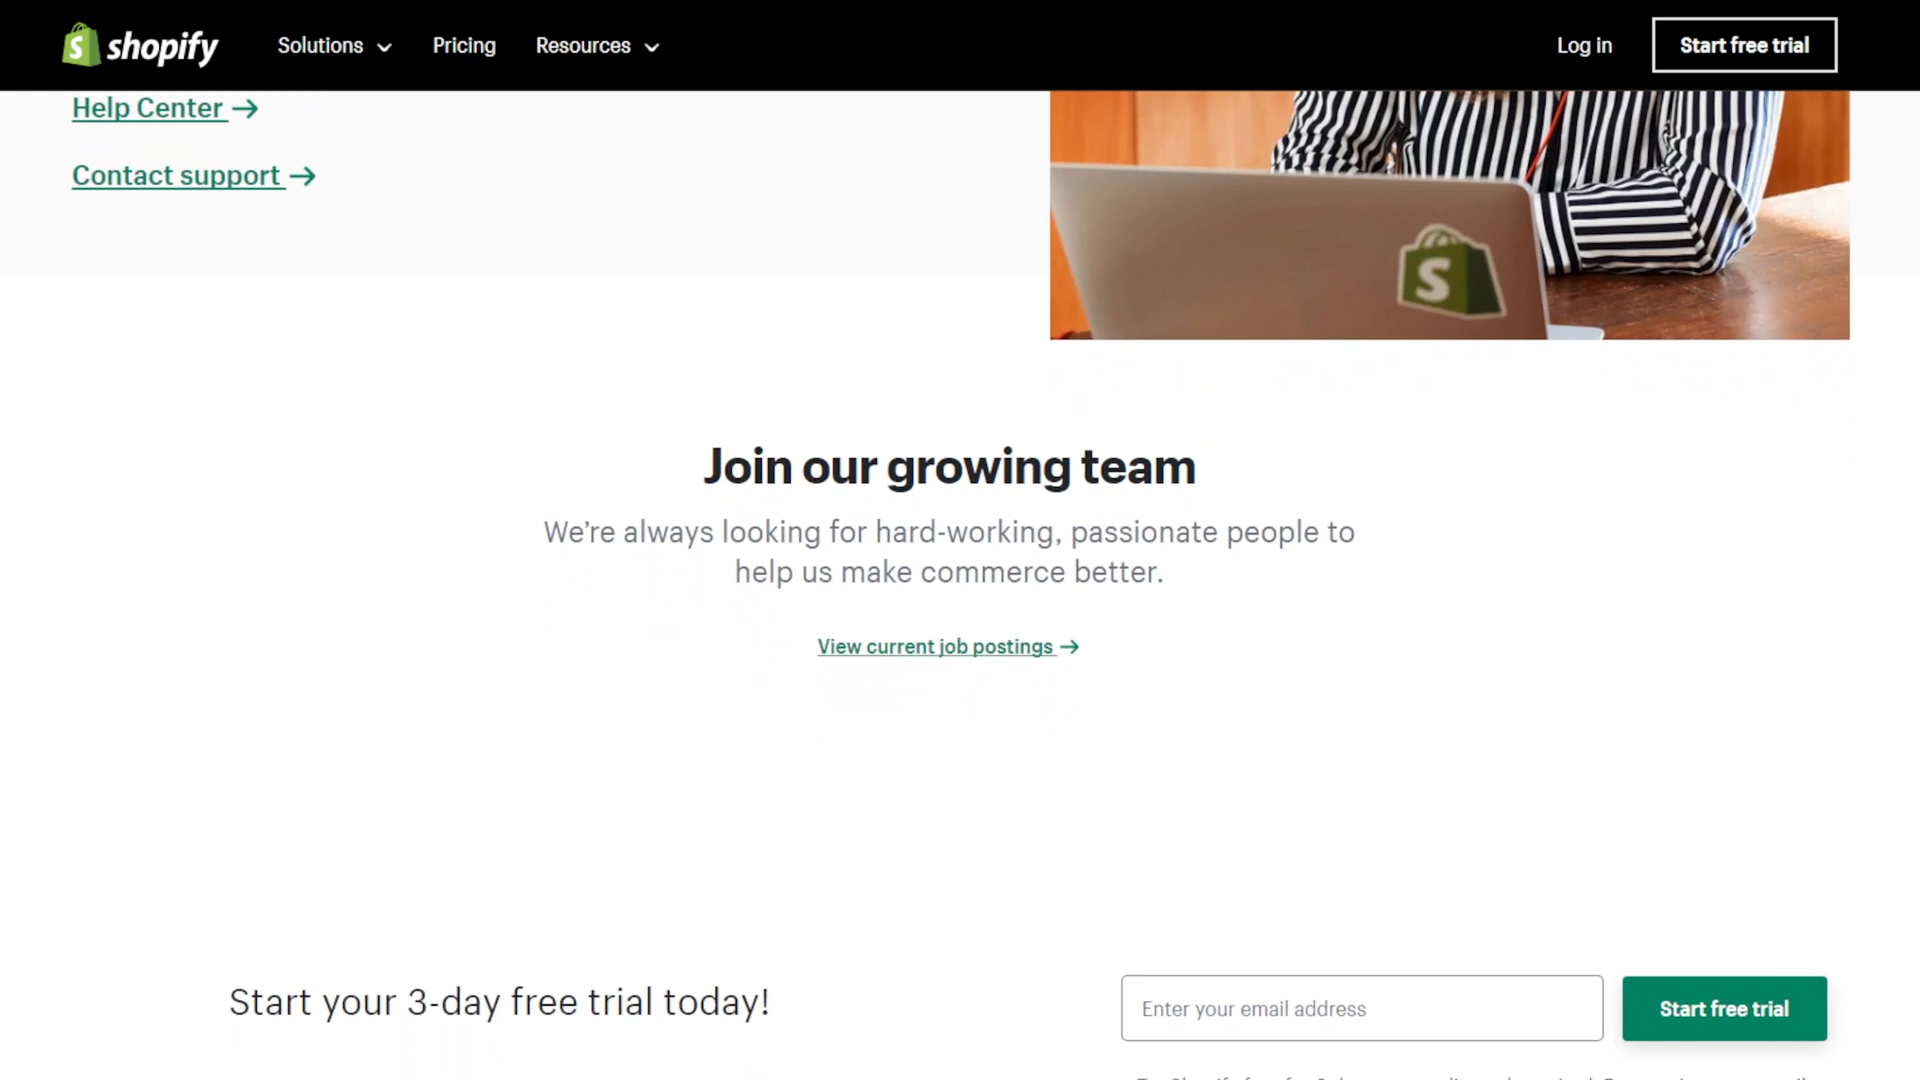 shopify
Solutions
Pricing
Resources
Log in
Start free trial
Help Center
Contact support
S
Join our growing team
We're always looking for hard-working, passionate people to
help us make commerce better.
View current job postings
Start your 3-day free trial today!
Enter your email address
Start free trial